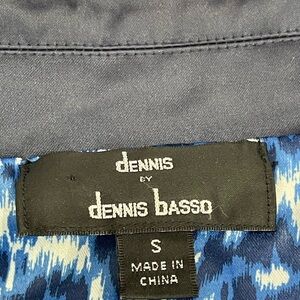 dENNIS
BY
dENNIS bASSO
S
MADE IN
CHINA